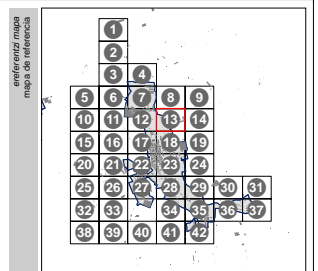 ereferentzi mapa
mapa de referencia
1
2
3 4
5 6 7 8 9
10 11 12 13 14
15 16 17 18 19
20 21 22 23 24
25 26 27 28 29 30 31
32 33 34 35 36 37
38 39 40 41 42